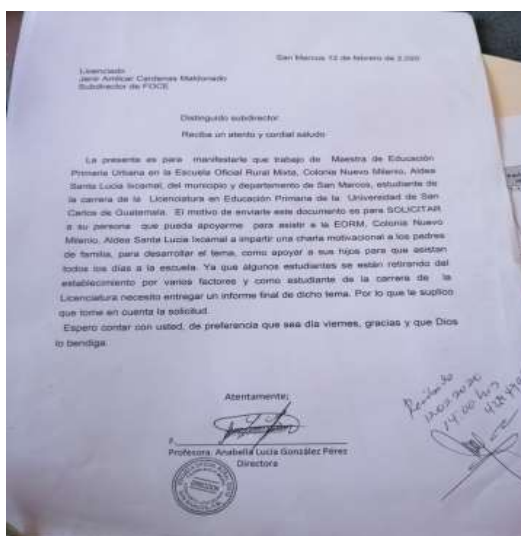 San Marcos 12 de febrero de 2,020
Licenciado
Jenir Amilcar Cardenas Maldonado
Subdirector de FOCE
Distinguido subdirector
Reciba un atento y cordial saludo
La presente es para manifestarle que trabajo de Maestra de Educación
Primaria Urbana en la Escuela Oficial Rural Mixta, Colonia Nuevo Milenio, Aldea
Santa Lucia Ixcamal, del municipio y departamento de San Marcos, estudiante de
la carrera de la Licenciatura en Educación Primaria de la Universidad de San
Carlos de Guatemala. El motivo de enviarle este documento es para SOLICITAR
a su persona que pueda apoyarme para asistir a la EORM, Colonia Nuevo
Milenio, Aldea Santa Lucia Ixcamal a impartir una charla motivacional a los padres
de familia, para desarrollar el tema, como apoyar a sus hijos para que asistan
todos los días a la escuela. Ya que algunos estudiantes se están retirando del
establecimiento por varios factores y como estudiante de la carrera de la
Licenciatura necesito entregar un informe final de dicho tema. Por lo que le suplico
que tome en cuenta la solicitud.
Espero contar con usted, de preferencia que sea día viernes, gracias y que Dios
lo bendiga.
Atentamente;
F.
Profesora. Anabella Lucia González Pérez
Directora
Recibido
12-02-2020
14:00 hrs
DIRECCION